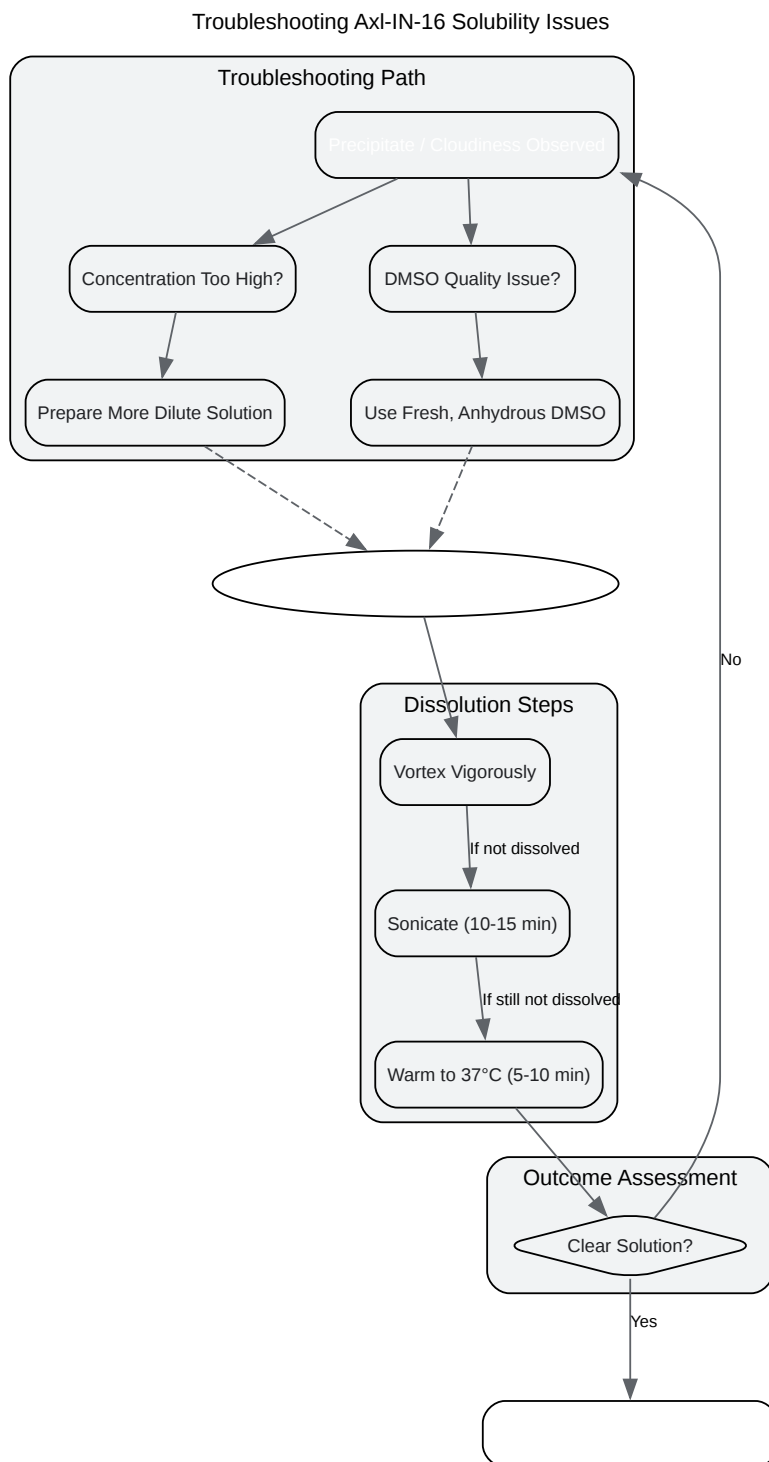 Troubleshooting Axl-IN-16 Solubility Issues
Troubleshooting Path
Precipitate / Cloudiness Observed
Concentration Too High?
DMSO Quality Issue?
Prepare More Dilute Solution
Use Fresh, Anhydrous DMSO
No
Dissolution Steps
Vortex Vigorously
If not dissolved
Sonicate (10-15 min)
If still not dissolved
Warm to 37°C (5-10 min)
Outcome Assessment
Clear Solution?
Yes